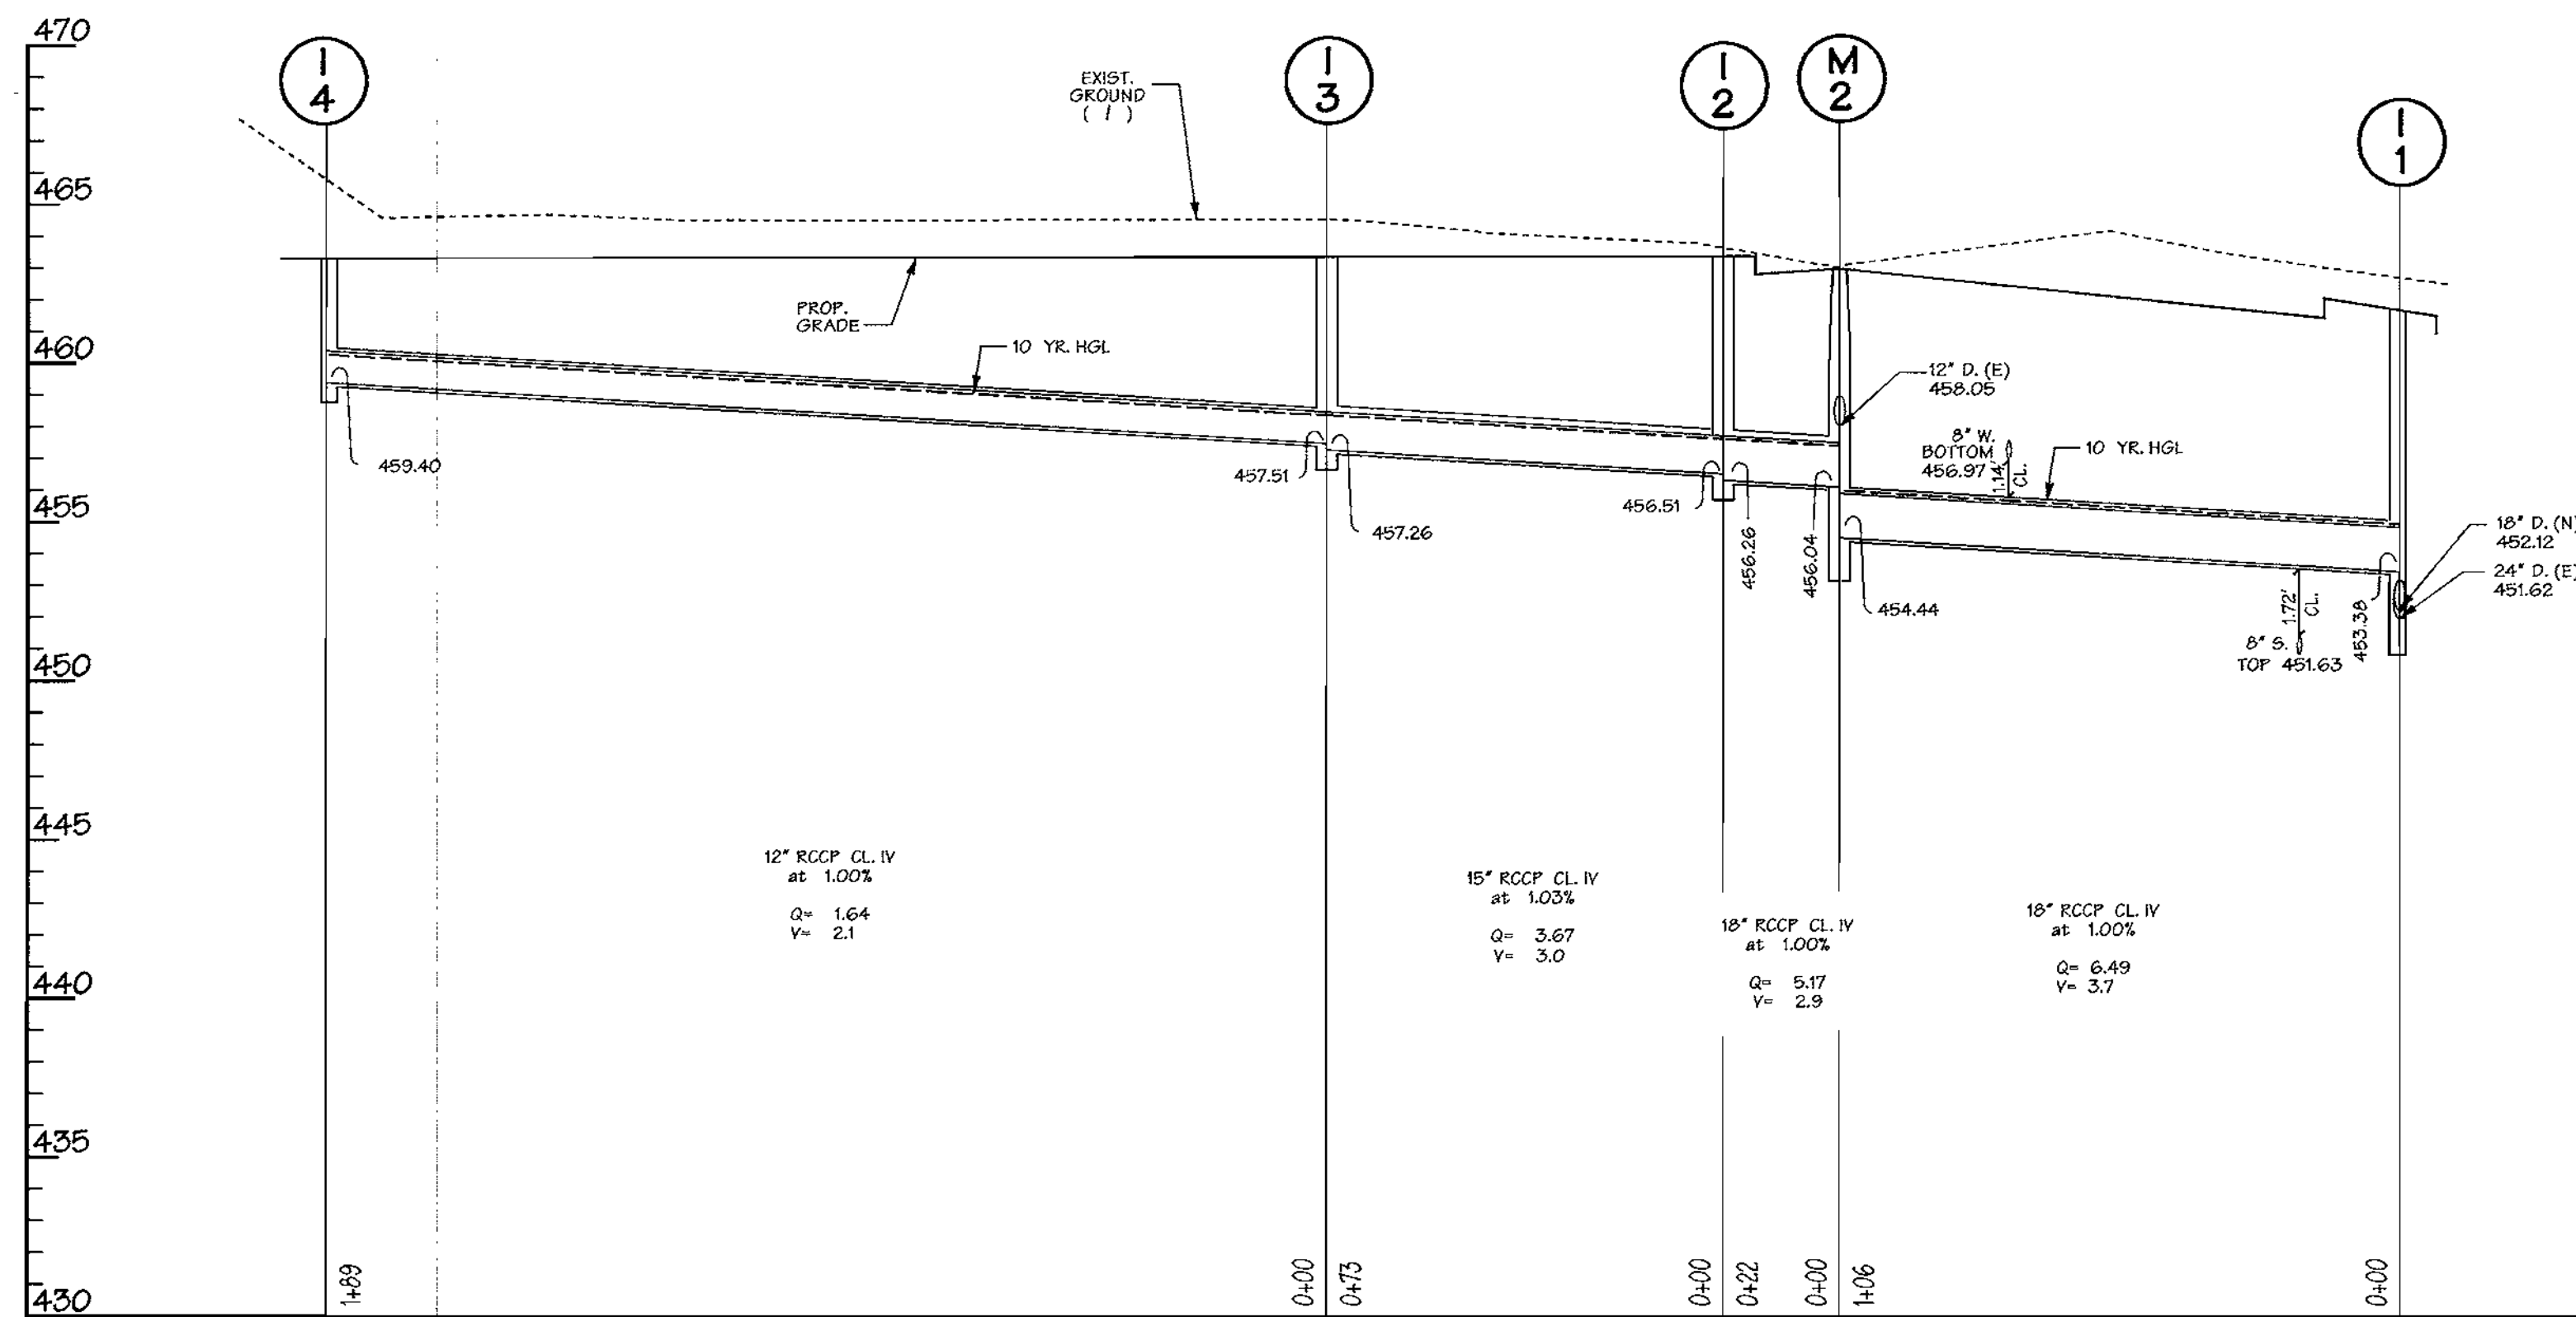 470
465
460
455
450
445
440
435
430
I
4
I
3
I
2
M
2
I
1
EXIST.
GROUND
( 1 )
PROP.
GRADE
10 YR. HGL
12" D. (E)
458.05
8" W.
BOTTOM
456.97
1.14'
CL.
10 YR. HGL
459.40
457.51
457.26
456.51
456.26
456.04
454.44
1.72'
CL.
8" S.
TOP 451.63
453.38
18" D. (N)
452.12
24" D. (E)
451.62
12" RCCP CL. IV
at 1.00%
Q= 1.64
V= 2.1
15" RCCP CL. IV
at 1.03%
Q= 3.67
V= 3.0
18" RCCP CL. IV
at 1.00%
Q= 5.17
V= 2.9
18" RCCP CL. IV
at 1.00%
Q= 6.49
V= 3.7
1+89
0+00
0+73
0+00
0+22
0+00
1+06
0+00